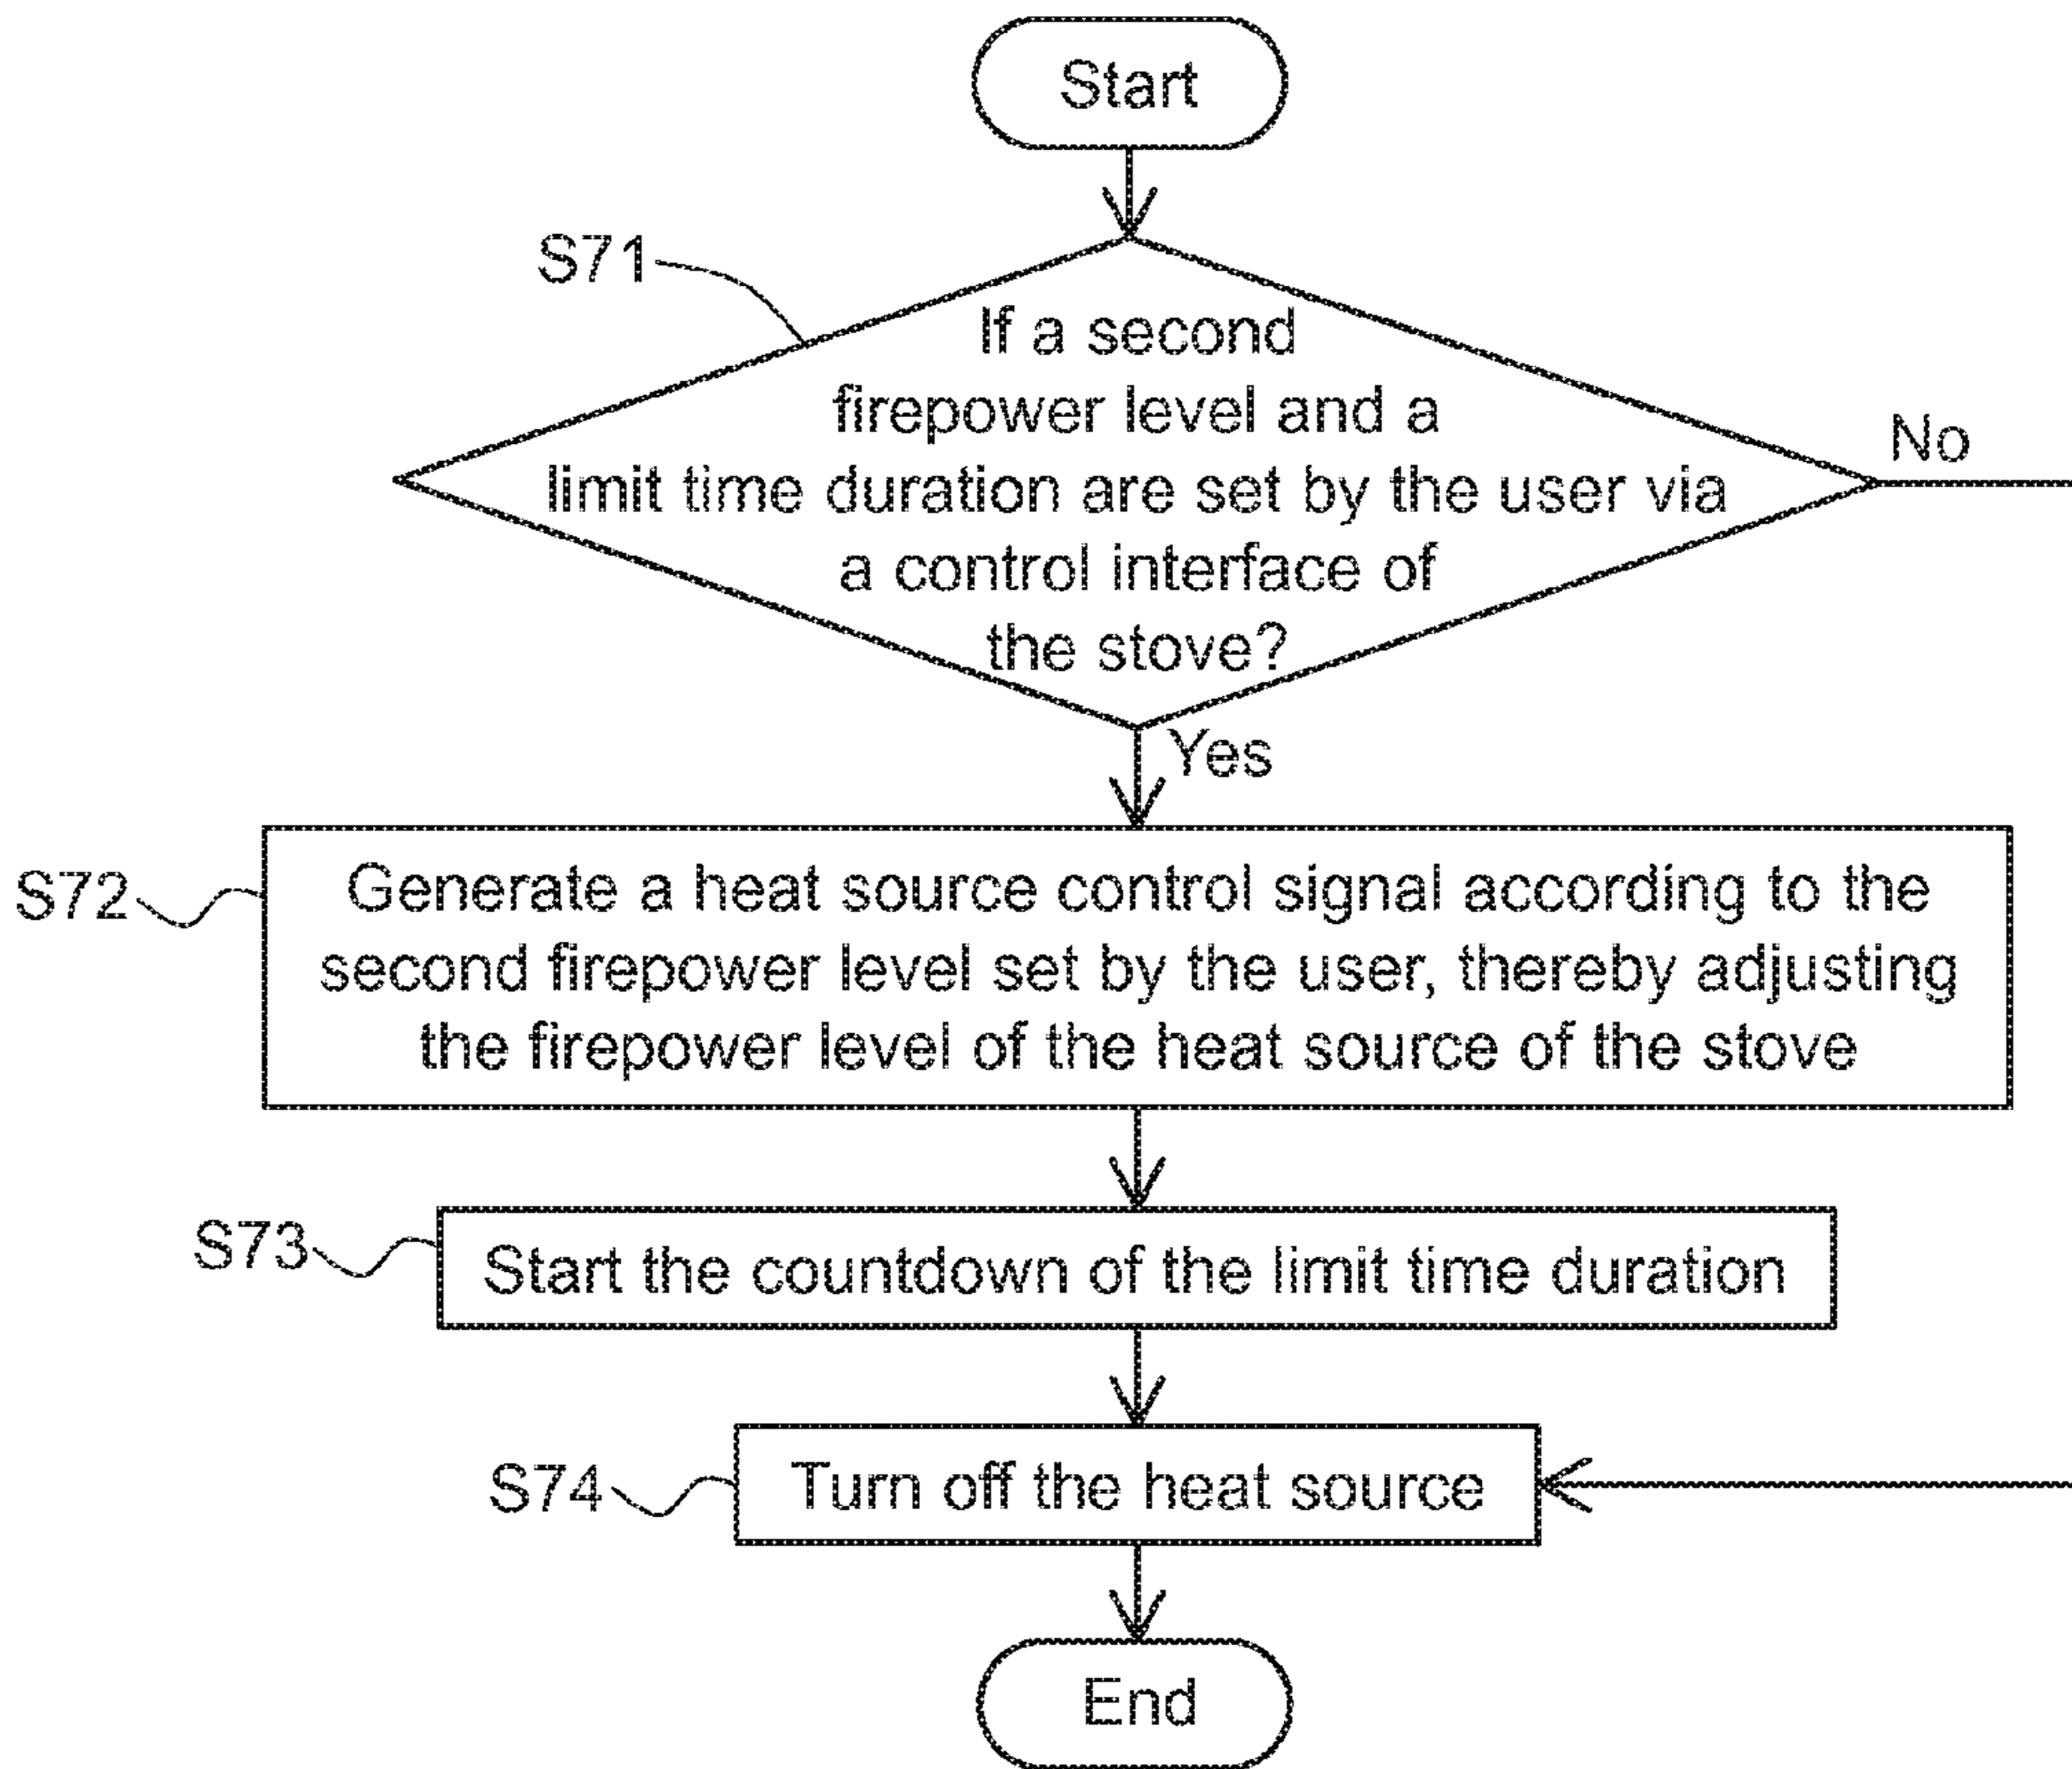 Start
S71
If a second
firepower level and a
limit time duration are set by the user via
a control interface of
the stove?
No
Yes
S72
Generate a heat source control signal according to the
second firepower level set by the user, thereby adjusting
the firepower level of the heat source of the stove
S73
Start the countdown of the limit time duration
S74
Turn off the heat source
End